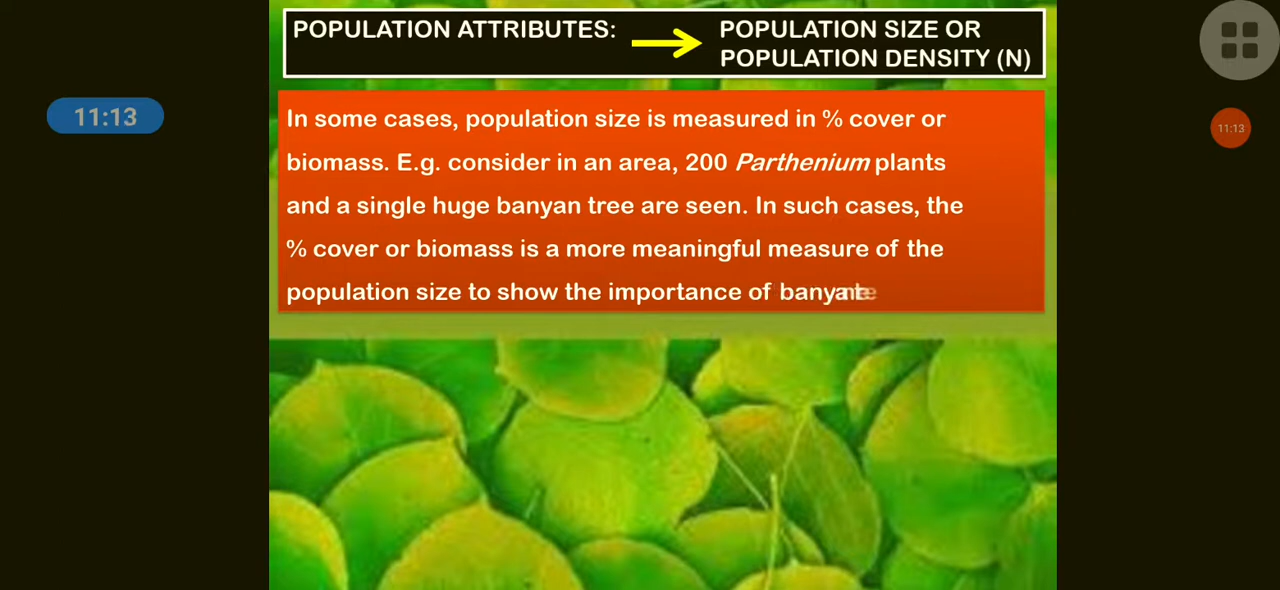 POPULATION ATTRIBUTES:
POPULATION SIZE OR
POPULATION DENSITY (N)
11:13
11:13
In some cases, population size is measured in % cover or
biomass. E.g. consider in an area, 200 Parthenium plants
and a single huge banyan tree are seen. In such cases, the
% cover or biomass is a more meaningful measure of the
population size to show the importance of